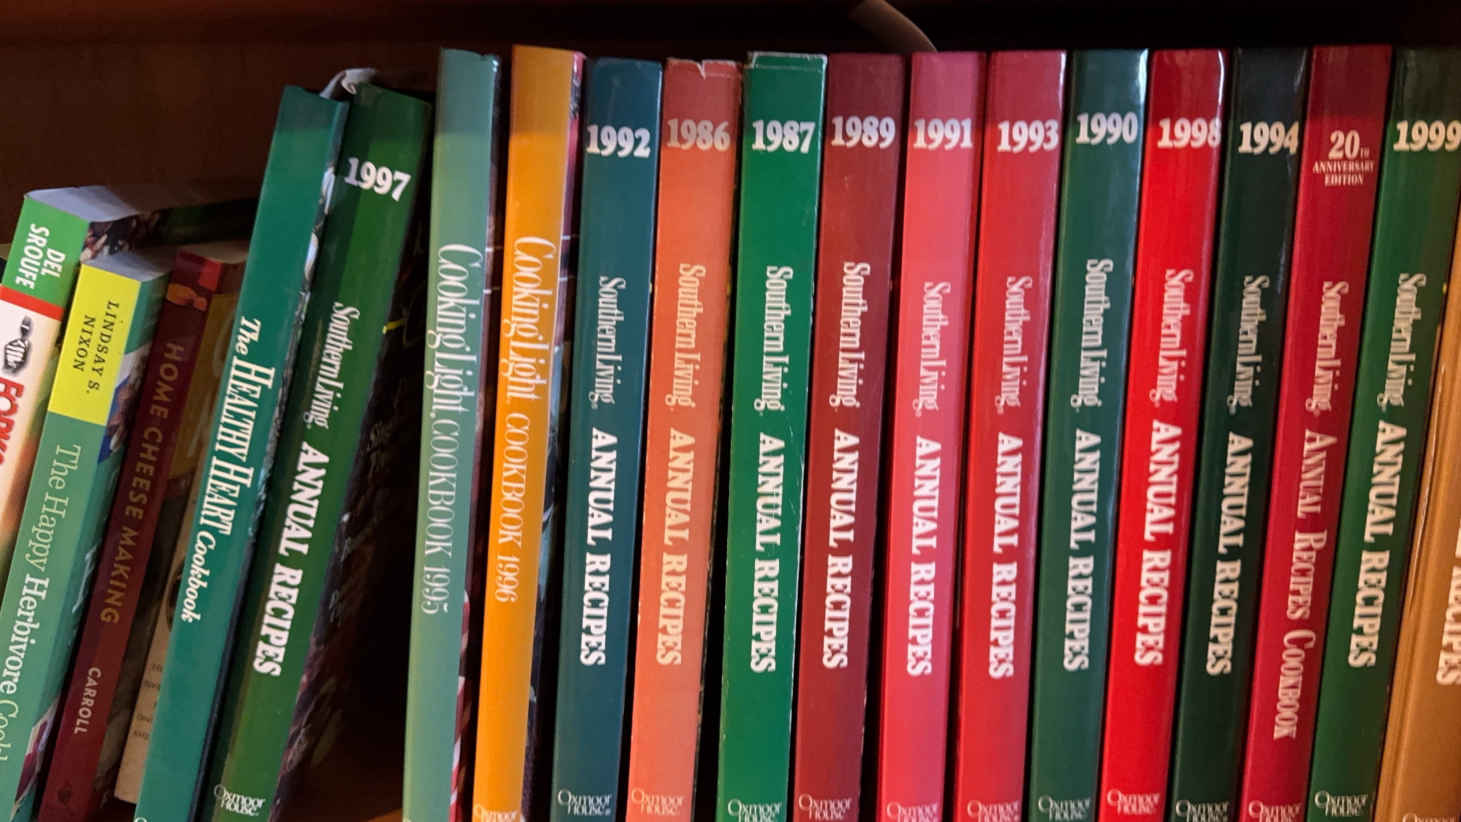 DEL
SROUFE
FORKS
LINDSAY S.
NIXON
The Happy Herbivore
HOME CHEESE MAKING
CARROLL
The HEALTHY HEART Cookbook
1997
Southern Living® ANNUAL RECIPES
Oxmoor
House®
Cooking Light® COOKBOOK 1995
Cooking Light® COOKBOOK 1996
Oxmoor
1992
Southern Living® ANNUAL RECIPES
Oxmoor
House®
1986
Southern Living® ANNUAL RECIPES
Oxmoor
House
1987
Southern Living® ANNUAL RECIPES
Oxmoor
House
1989
Southern Living® ANNUAL RECIPES
Oxmoor
House
1991
Southern Living® ANNUAL RECIPES
Oxmoor
House
1993
Southern Living® ANNUAL RECIPES
Oxmoor
House
1990
Southern Living® ANNUAL RECIPES
Oxmoor
House
1998
Southern Living® ANNUAL RECIPES
Oxmoor
House
1994
Southern Living® ANNUAL RECIPES
Oxmoor
House
20TH
ANNIVERSARY
EDITION
Southern Living® ANNUAL RECIPES COOKBOOK
Oxmoor
House
1999
Southern Living® ANNUAL RECIPES
Oxmoor
House
RECIPES
Oxmoor